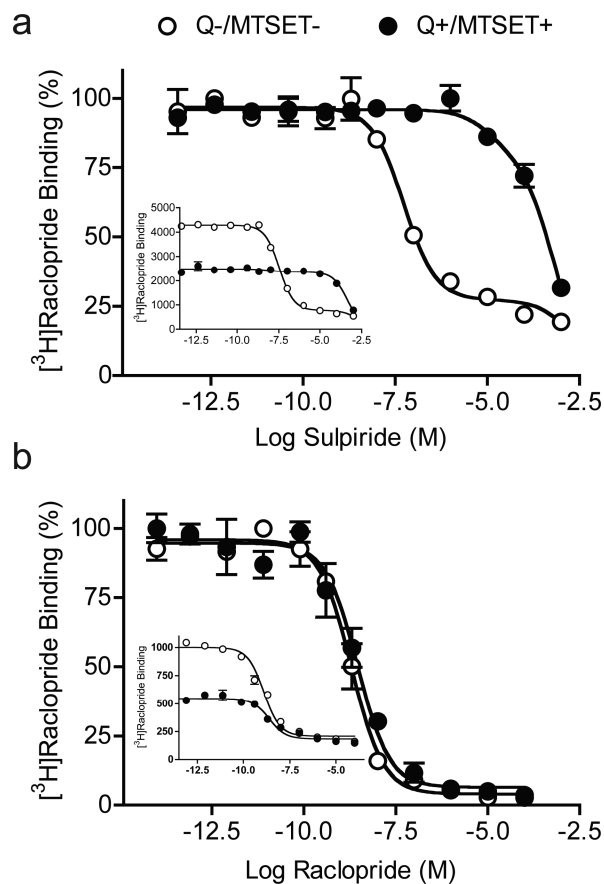 a
Q-/MTSET- Q+/MTSET+
[³H]Raclopride Binding (%)
100
75
50
25
0
-12.5 -10.0 -7.5 -5.0 -2.5
Log Sulpiride (M)
[³H]Raclopride Binding
5000
4000
3000
2000
1000
0
-12.5 -10.0 -7.5 -5.0 -2.5
b
[³H]Raclopride Binding (%)
100
75
50
25
0
-12.5 -10.0 -7.5 -5.0 -2.5
Log Raclopride (M)
[³H]Raclopride Binding
1000
750
500
250
0
-12.5 -10.0 -7.5 -5.0